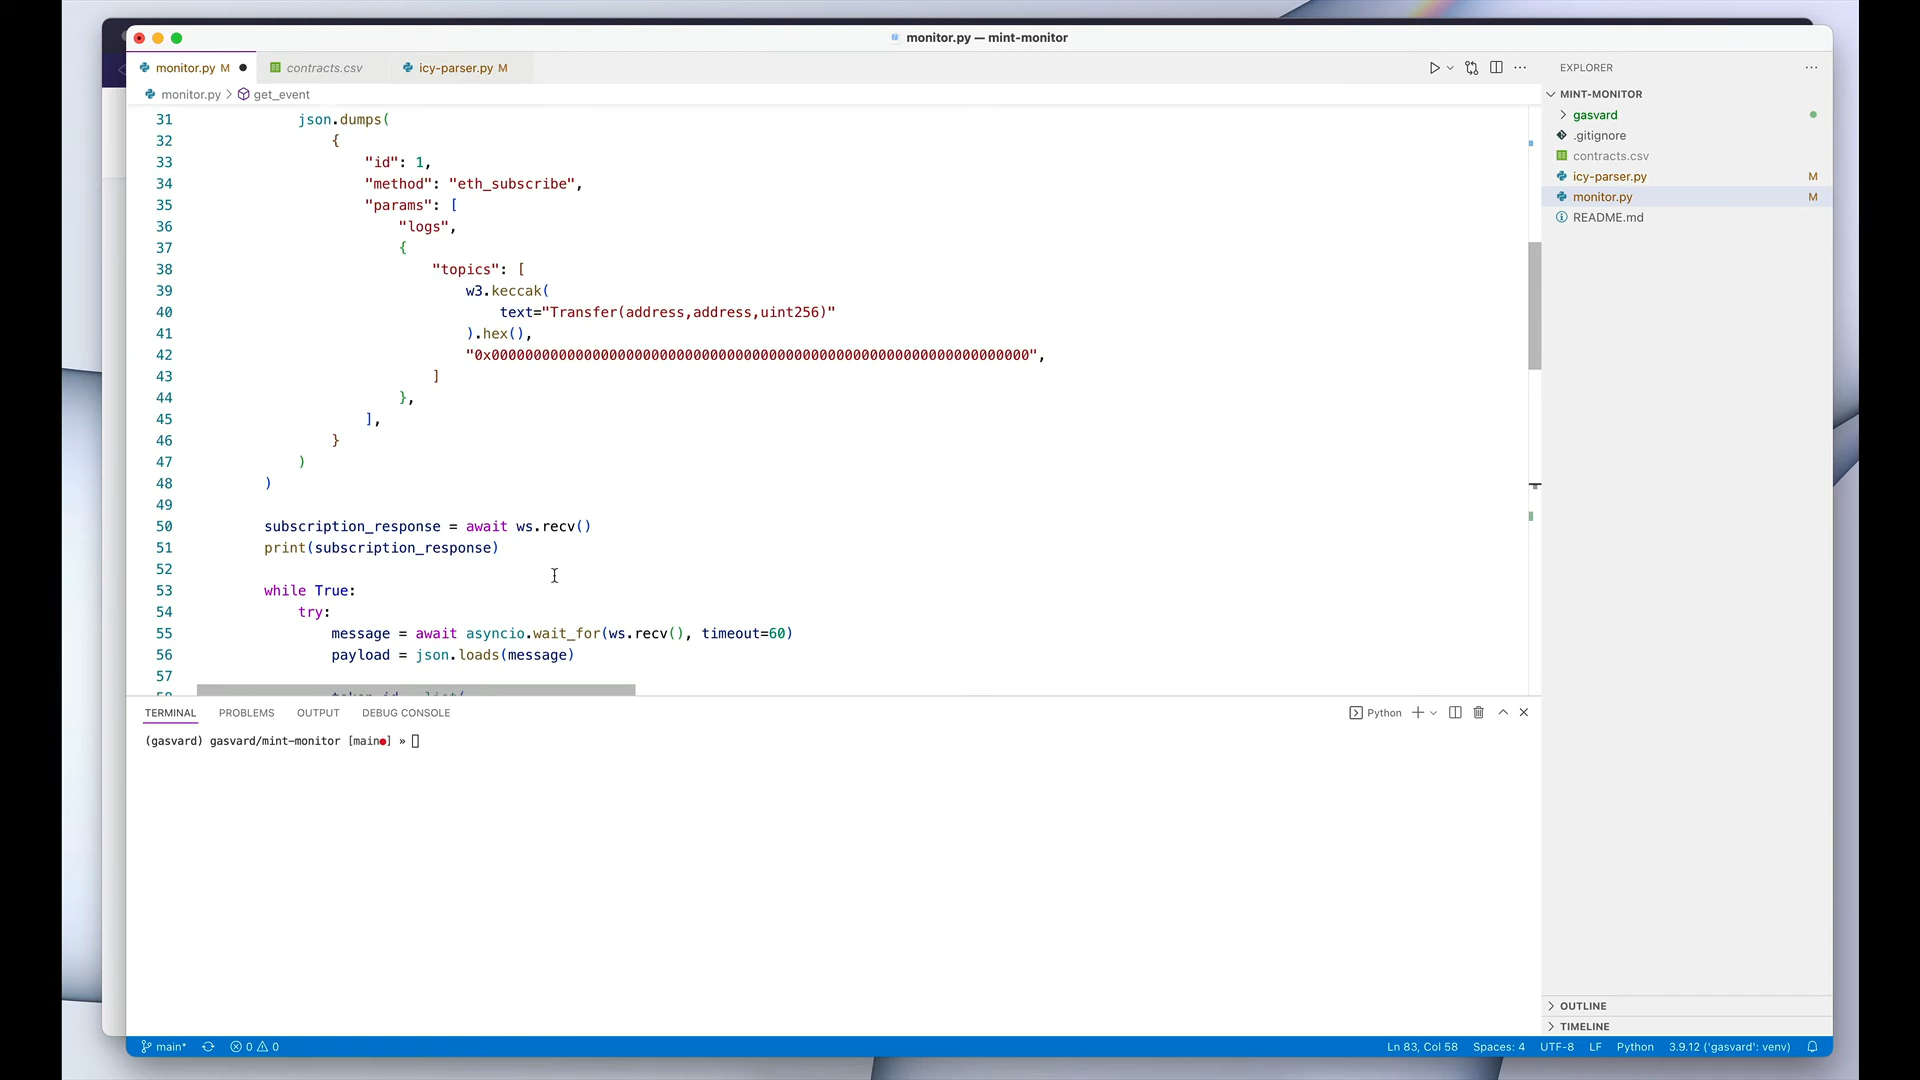 monitor.py — mint-monitor
monitor.py M
contracts.csv
icy-parser.py M
monitor.py > get_event
31 json.dumps(
32 {
33 "id": 1,
34 "method": "eth_subscribe",
35 "params": [
36 "logs",
37 {
38 "topics": [
39 w3.keccak(
40 text="Transfer(address,address,uint256)"
41 ).hex(),
42 "0x0000000000000000000000000000000000000000000000000000000000000000",
43 ]
44 },
45 ],
46 }
47 )
48 )
49
50 subscription_response = await ws.recv()
51 print(subscription_response)
52
53 while True:
54 try:
55 message = await asyncio.wait_for(ws.recv(), timeout=60)
56 payload = json.loads(message)
57
TERMINAL PROBLEMS OUTPUT DEBUG CONSOLE
Python
(gasvard) gasvard/mint-monitor [main●] »
EXPLORER
MINT-MONITOR
gasvard
.gitignore
contracts.csv
icy-parser.py M
monitor.py M
README.md
OUTLINE
TIMELINE
main* 0 0
Ln 83, Col 58 Spaces: 4 UTF-8 LF Python 3.9.12 ('gasvard': venv)